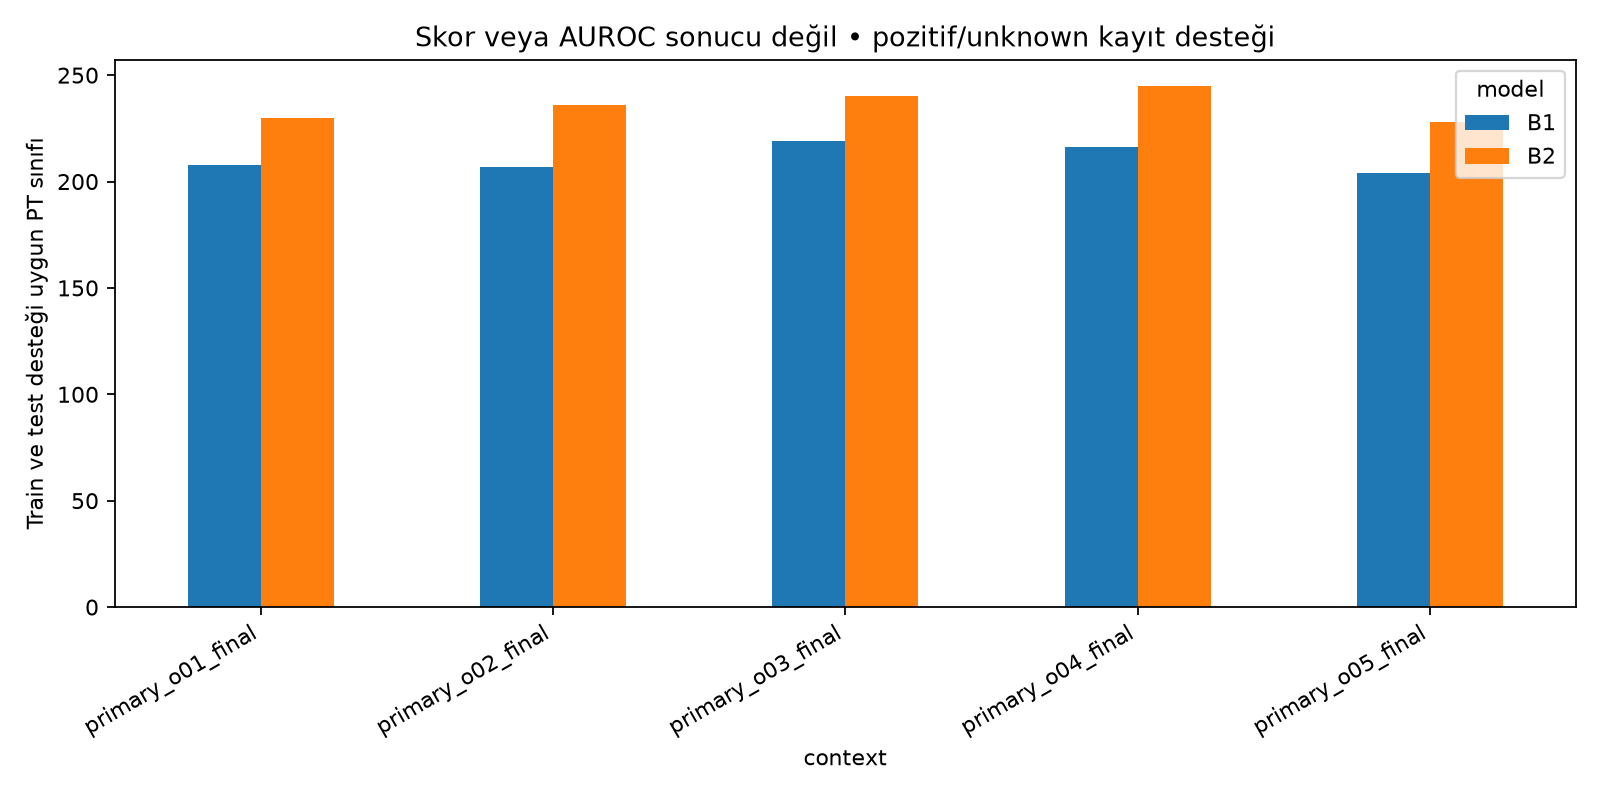 Skor veya AUROC sonucu değil • pozitif/unknown kayıt desteği
Train ve test desteği uygun PT sınıfı
250
200
150
100
50
0
model
B1
B2
primary_o01_final
primary_o02_final
primary_o03_final
primary_o04_final
primary_o05_final
context